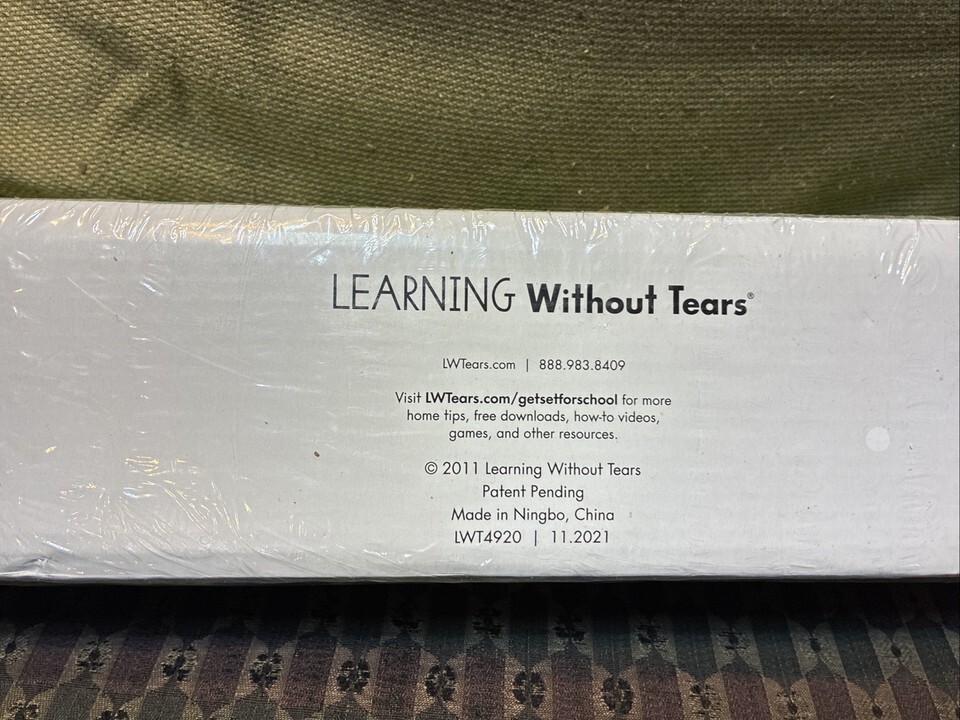 LEARNING Without Tears®
LWTears.com | 888.983.8409
Visit LWTears.com/getsetforschool for more
home tips, free downloads, how-to videos,
games, and other resources.
© 2011 Learning Without Tears
Patent Pending
Made in Ningbo, China
LWT4920 | 11.2021